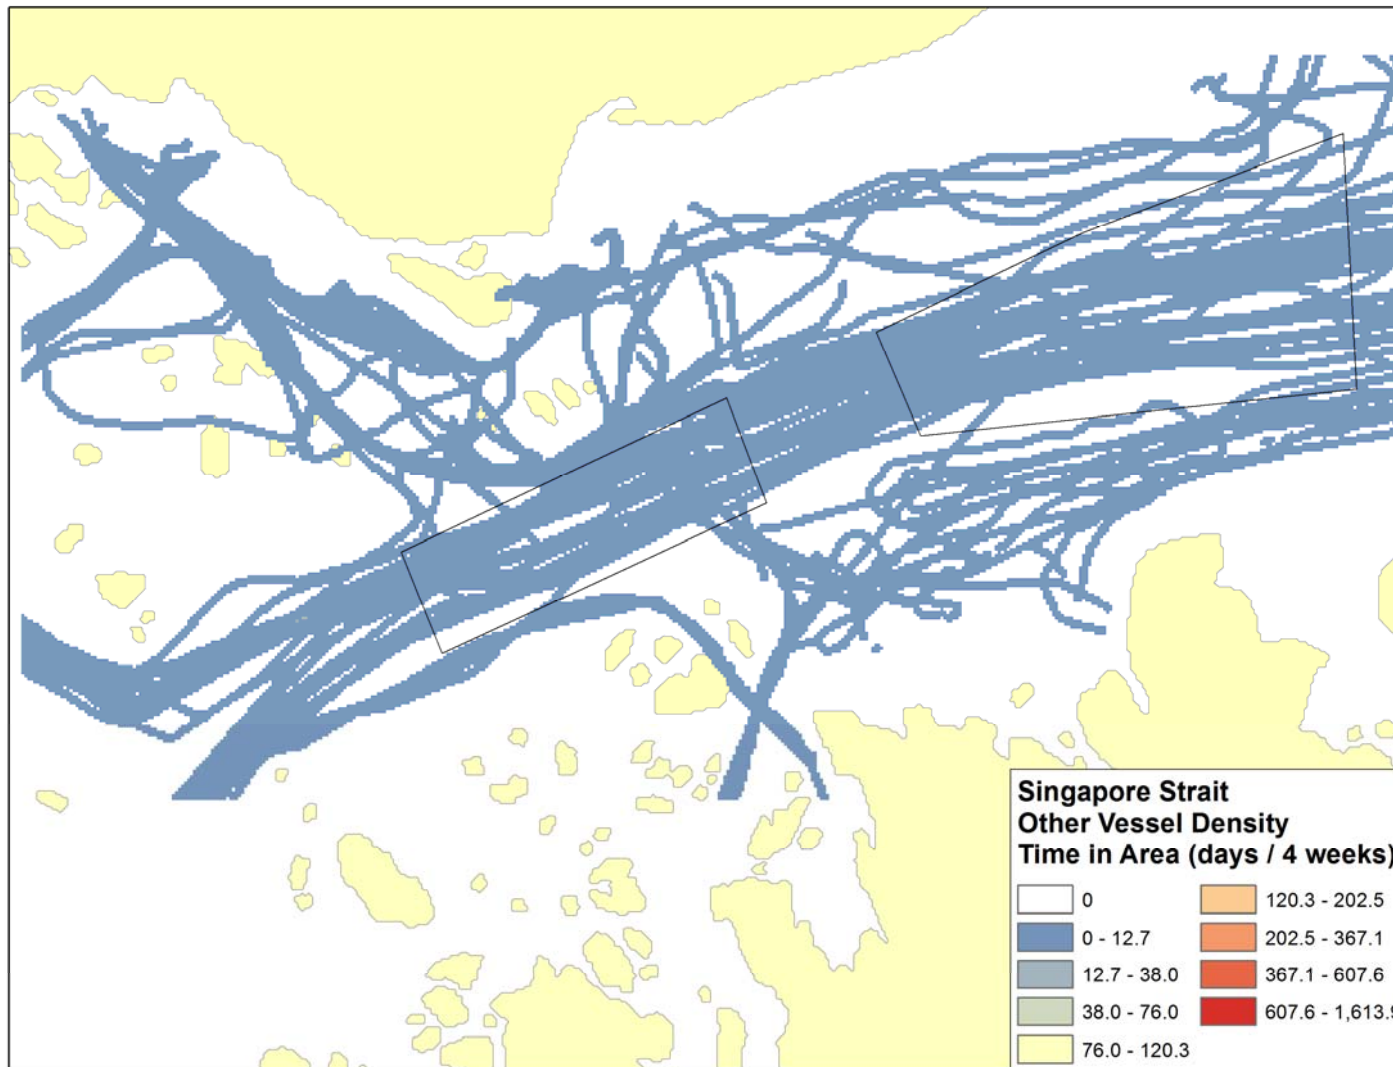 Singapore Strait
Other Vessel Density
Time in Area (days / 4 weeks)
0
120.3 - 202.5
0 - 12.7
202.5 - 367.1
12.7 - 38.0
367.1 - 607.6
38.0 - 76.0
607.6 - 1,613.9
76.0 - 120.3